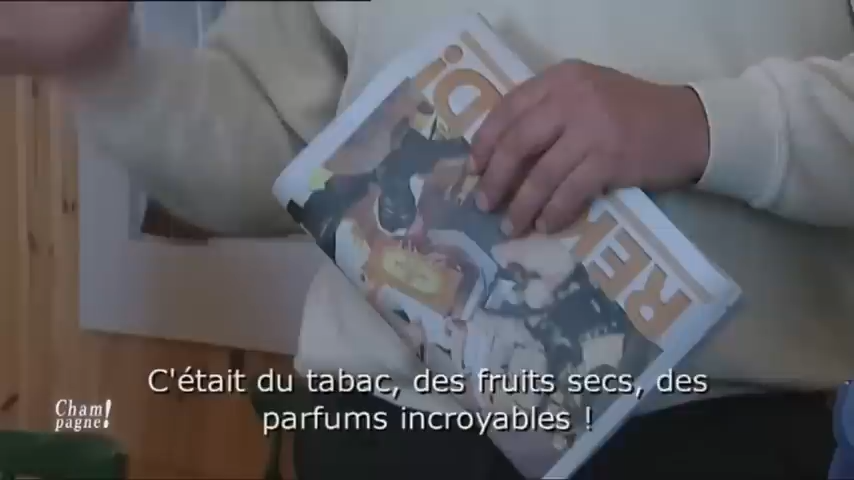 C'était du tabac, des fruits secs, des
parfums incroyables !
Cham
pagne!